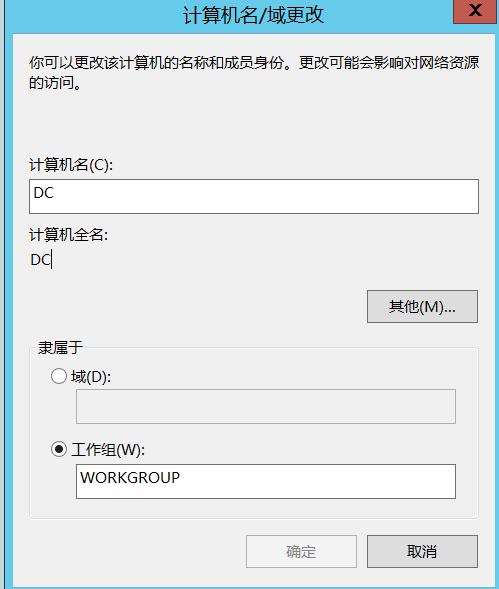 计算机名/域更改
X
你可以更改该计算机的名称和成员身份。更改可能会影响对网络资源
的访问。
计算机名(C):
DC
计算机全名:
DC
其他(M)...
隶属于
域(D):
工作组(W):
WORKGROUP
确定
取消